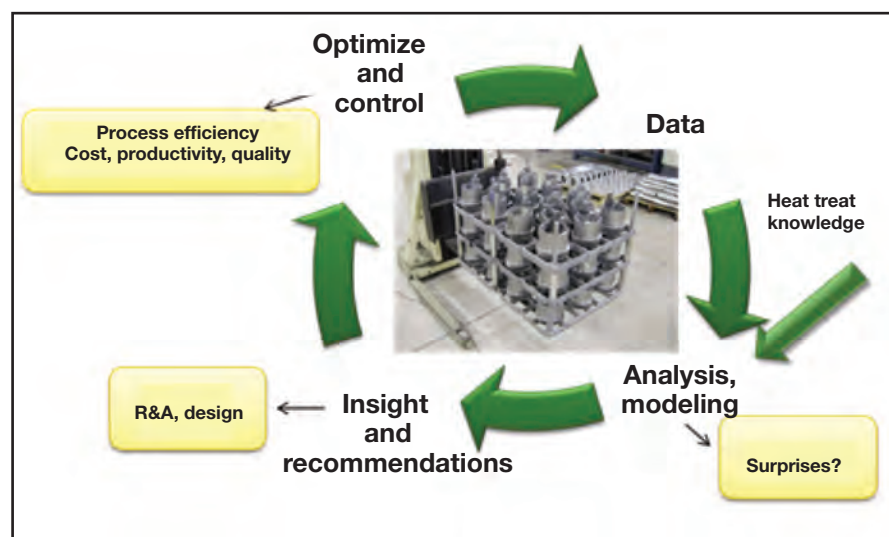 Optimize
and
control
Process efficiency
Cost, productivity, quality
Data
Heat treat
knowledge
Analysis,
modeling
Surprises?
Insight
and
recommendations
R&A, design